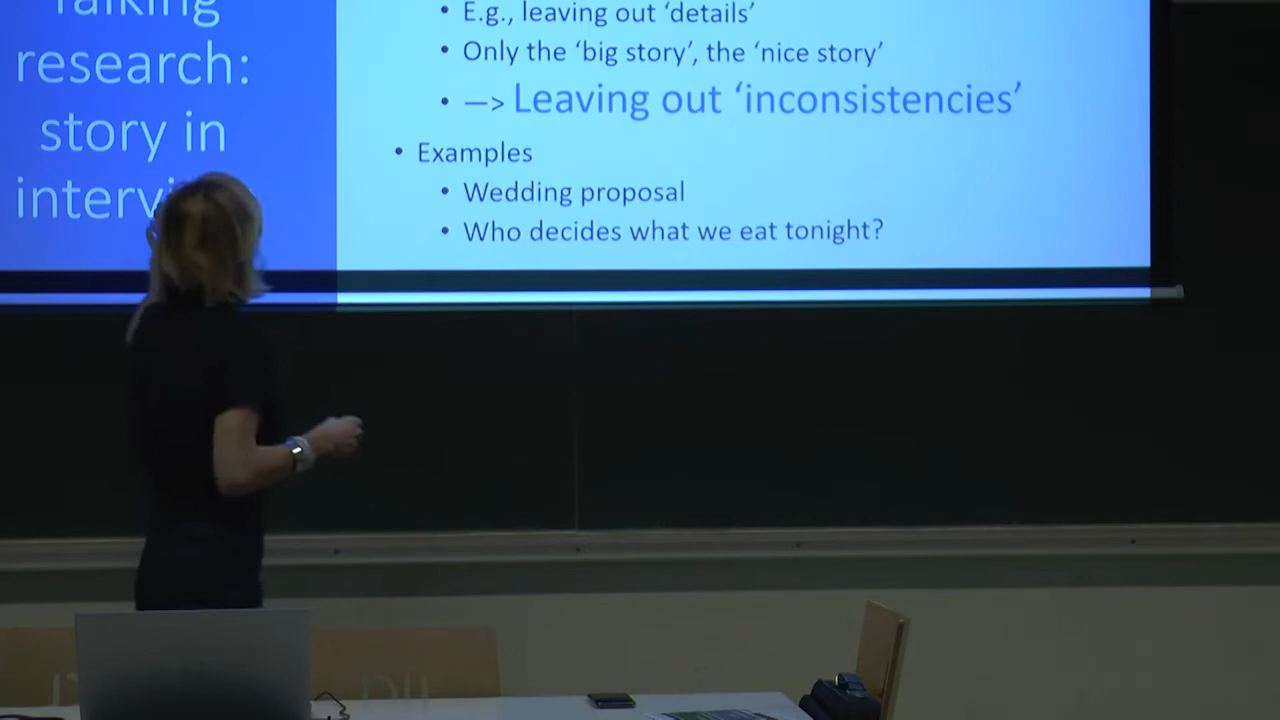 Talking
research:
story in
• E.g., leaving out ‘details’
• Only the ‘big story’, the ‘nice story’
• —> Leaving out ‘inconsistencies’
• Examples
• Wedding proposal
• Who decides what we eat tonight?